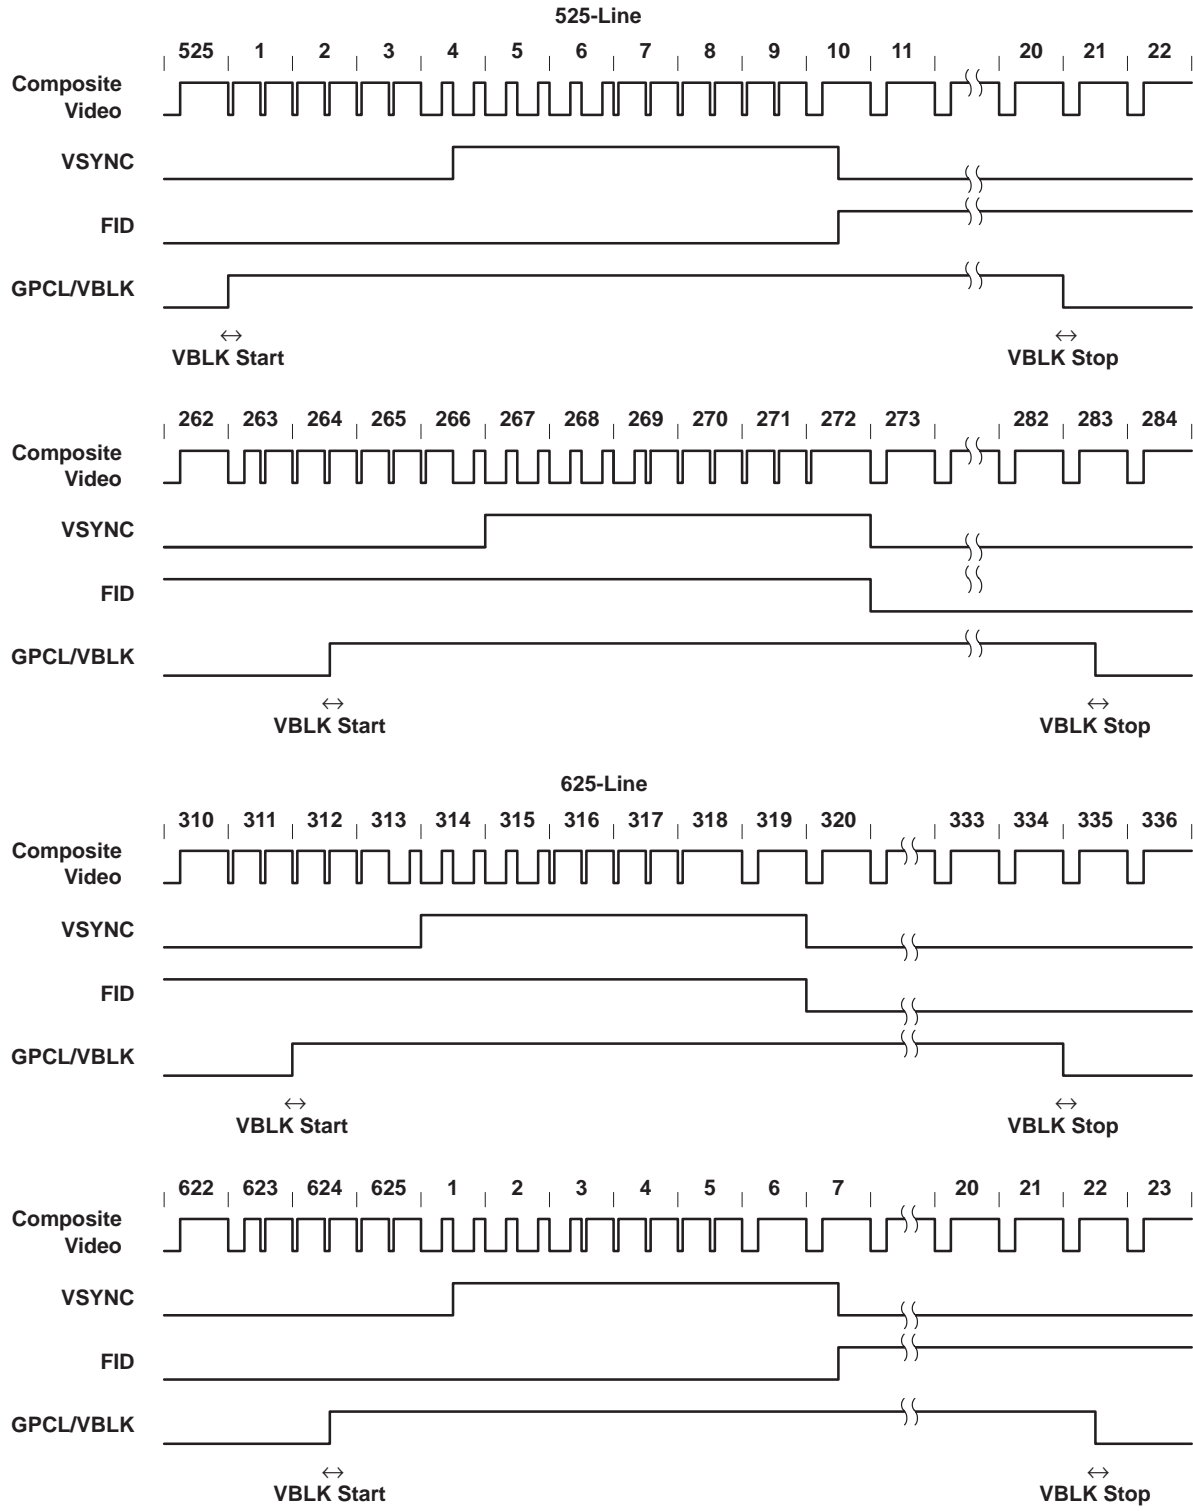 525-Line
525 1 2 3 4 5 6 7 8 9 10 11 20 21 22
Composite
Video
VSYNC
FID
GPCL/VBLK
VBLK Start VBLK Stop
262 263 264 265 266 267 268 269 270 271 272 273 282 283 284
Composite
Video
VSYNC
FID
GPCL/VBLK
VBLK Start VBLK Stop
625-Line
310 311 312 313 314 315 316 317 318 319 320 333 334 335 336
Composite
Video
VSYNC
FID
GPCL/VBLK
VBLK Start VBLK Stop
622 623 624 625 1 2 3 4 5 6 7 20 21 22 23
Composite
Video
VSYNC
FID
GPCL/VBLK
VBLK Start VBLK Stop